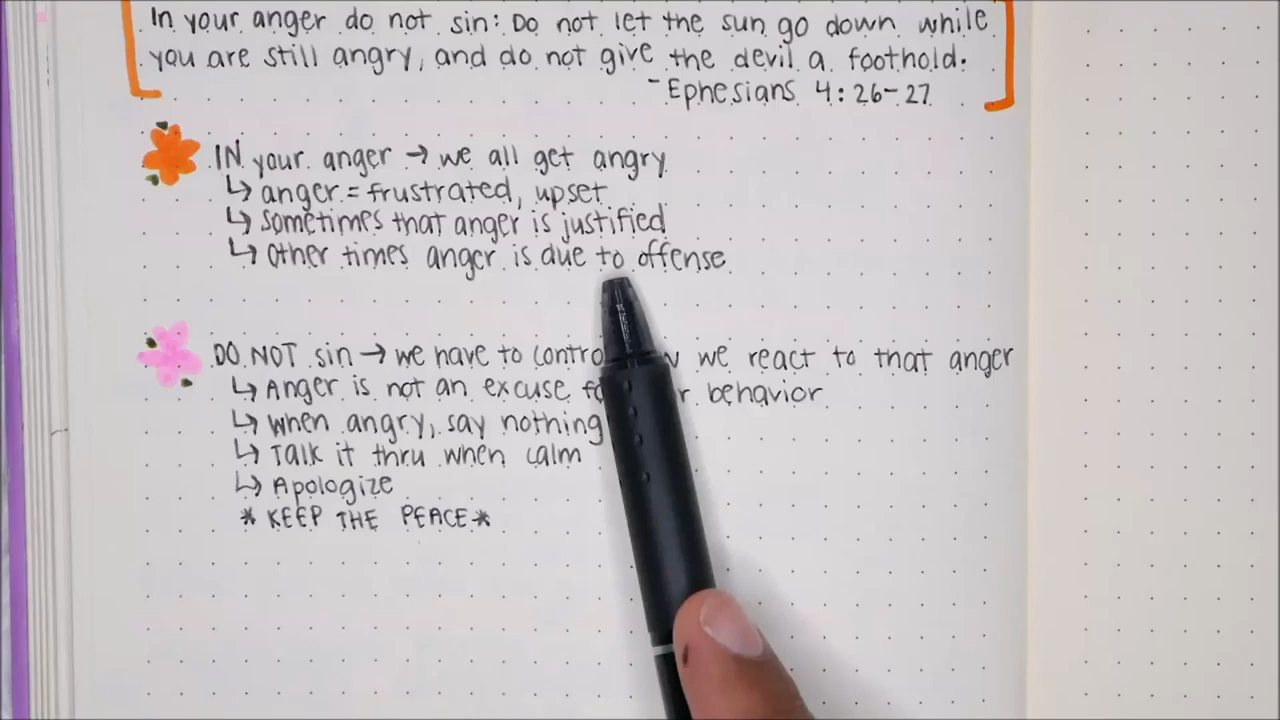 In your anger do not sin: Do not let the sun go down while
you are still angry, and do not give the devil a foothold.
- Ephesians 4:26-27
IN your anger → we all get angry
↳ anger = frustrated, upset
↳ sometimes that anger is justified
↳ other times anger is due to offense
DO NOT sin → we have to we react to that anger
↳ Anger is not an excuse behavior
↳ when angry, say nothing
↳ Talk it thru when calm
↳ Apologize
* KEEP THE PEACE *